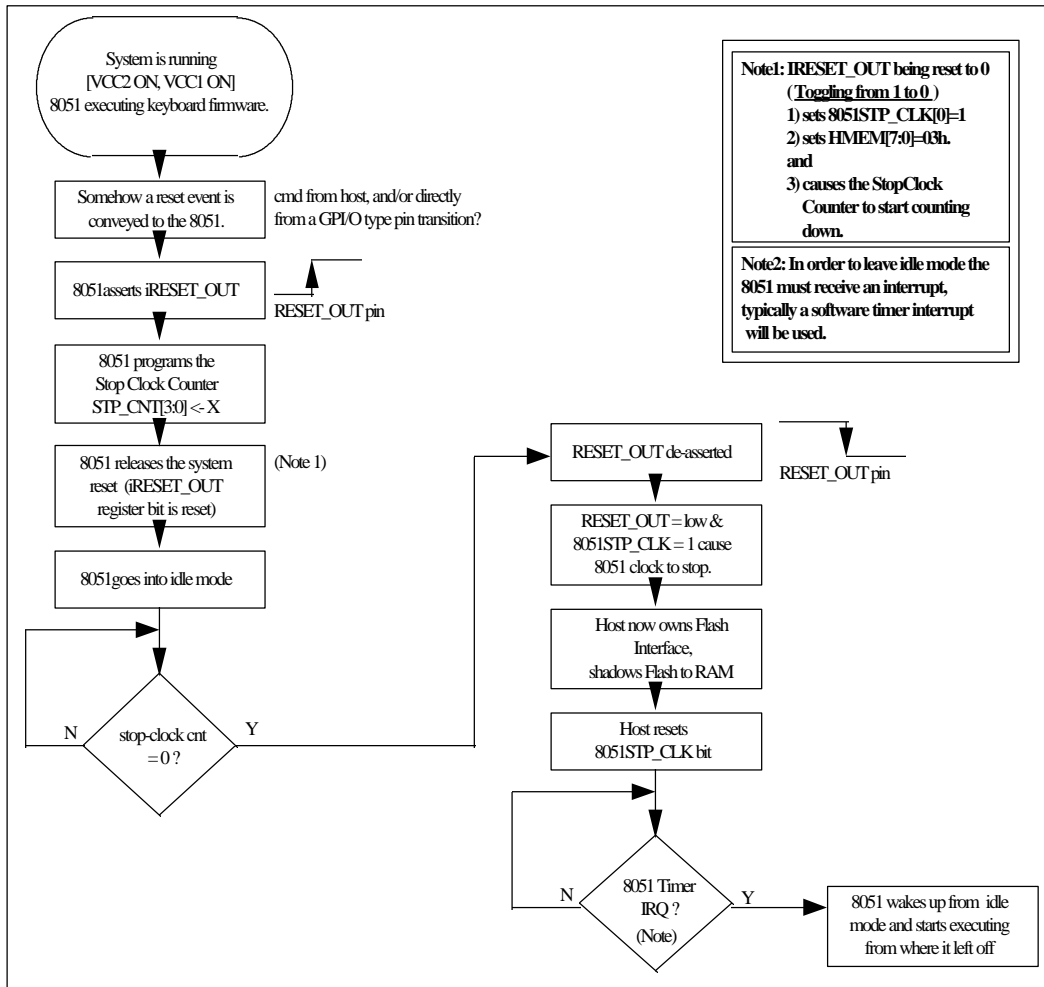 System is running
[VCC2 ON, VCC1 ON]
8051 executing keyboard firmware.
Somehow a reset event is
conveyed to the 8051.
cmd from host, and/or directly
from a GPI/O type pin transition?
8051asserts iRESET_OUT
RESET_OUT pin
8051 programs the
Stop Clock Counter
STP_CNT[3:0] <- X
8051 releases the system
reset (iRESET_OUT
register bit is reset)
(Note 1)
8051goes into idle mode
stop-clock cnt
= 0 ?
N
Y
Note1: IRESET_OUT being reset to 0
( Toggling from 1 to 0 )
1) sets 8051STP_CLK[0]=1
2) sets HMEM[7:0]=03h.
and
3) causes the StopClock
Counter to start counting
down.
Note2: In order to leave idle mode the
8051 must receive an interrupt,
typically a software timer interrupt
will be used.
RESET_OUT de-asserted
RESET_OUT pin
RESET_OUT = low &
8051STP_CLK = 1 cause
8051 clock to stop.
Host now owns Flash
Interface,
shadows Flash to RAM
Host resets
8051STP_CLK bit
8051 Timer
IRQ ?
(Note)
N
Y
8051 wakes up from idle
mode and starts executing
from where it left off